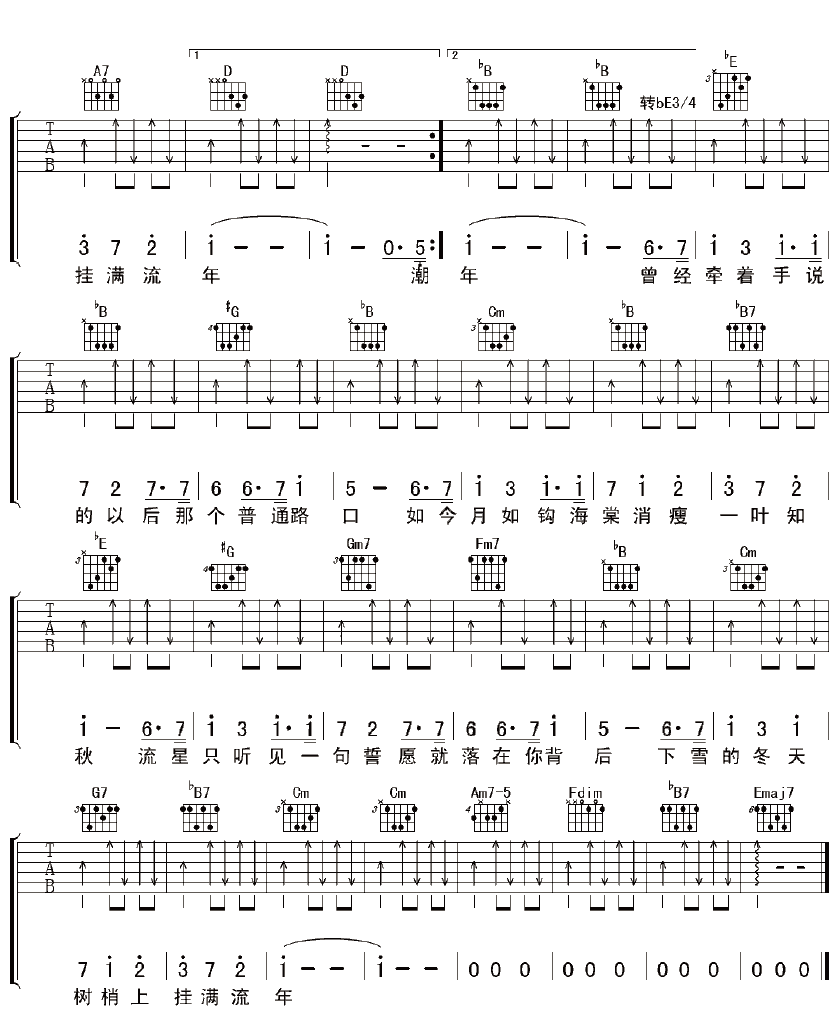 1 2
A7 D D ♭B ♭B 转♭E3/4 ♭E
T
A
B
3 7 2 | 1 - - | 1 - 0· 5 :| 1 - - | 1 - 6· 7 | 1 3 1· 1
挂满流 年 潮 年 曾经牵着手说
♭B #G ♭B Cm ♭B ♭B7
T
A
B
7 2 7· 7 | 6 6· 7 1 | 5 - 6· 7 | 1 3 1· 1 | 7 1 2 | 3 7 2
的以后那个普通路 口 如今月如钩海棠消瘦 一叶知
♭E #G Gm7 Fm7 ♭B Cm
T
A
B
1 - 6· 7 | 1 3 1· 1 | 7 2 7· 7 | 6 6· 7 1 | 5 - 6· 7 | 1 3 1
秋 流星只听见一句誓愿就落在你背 后 下雪的冬天
G7 ♭B7 Cm Cm Am7-5 Fdim ♭B7 Emaj7
T
A
B
7 1 2 | 3 7 2 | 1 - - | 1 - - | 0 0 0 | 0 0 0 | 0 0 0 | 0 0 0
树梢上 挂满流 年